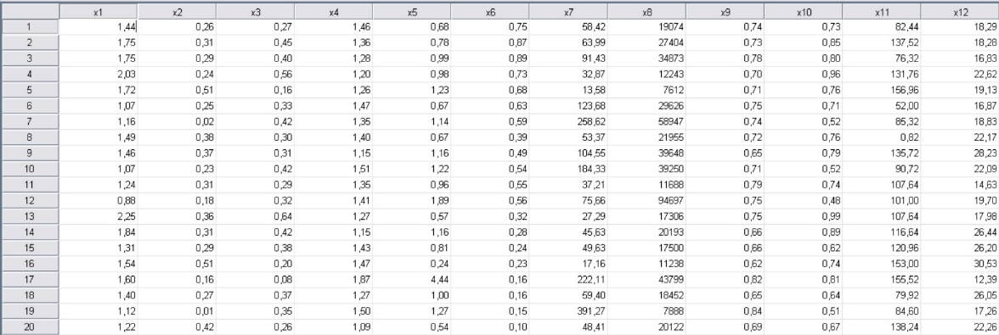 x1 x2 x3 x4 x5 x6 x7 x8 x9 x10 x11 x12
1 1,44 0,26 0,27 1,46 0,68 0,75 58,42 19074 0,74 0,73 82,44 18,29
2 1,75 0,31 0,45 1,36 0,78 0,87 63,99 27404 0,73 0,85 137,52 18,28
3 1,75 0,29 0,40 1,28 0,99 0,89 91,43 34873 0,78 0,80 76,32 16,83
4 2,03 0,24 0,56 1,20 0,98 0,73 32,87 12243 0,70 0,96 131,76 22,62
5 1,72 0,51 0,16 1,26 1,23 0,68 13,58 7612 0,71 0,76 156,96 19,13
6 1,07 0,25 0,33 1,47 0,67 0,63 123,68 29626 0,75 0,71 52,00 16,87
7 1,16 0,02 0,42 1,35 1,14 0,59 258,62 58947 0,74 0,52 85,32 18,83
8 1,49 0,38 0,30 1,40 0,67 0,39 53,37 21955 0,72 0,76 0,82 22,17
9 1,46 0,37 0,31 1,15 1,16 0,49 104,55 39648 0,65 0,79 135,72 28,23
10 1,07 0,23 0,42 1,51 1,22 0,54 184,33 39250 0,71 0,52 90,72 22,09
11 1,24 0,31 0,29 1,35 0,96 0,55 37,21 11688 0,79 0,74 107,64 14,63
12 0,88 0,18 0,32 1,41 1,89 0,56 75,66 94697 0,75 0,48 101,00 19,70
13 2,25 0,36 0,64 1,27 0,57 0,32 27,29 17306 0,75 0,99 107,64 17,98
14 1,84 0,31 0,42 1,15 1,16 0,28 45,63 20193 0,66 0,89 116,64 26,44
15 1,31 0,29 0,38 1,43 0,81 0,24 49,63 17500 0,66 0,62 120,96 26,20
16 1,54 0,51 0,20 1,47 0,24 0,23 17,16 11238 0,62 0,74 153,00 30,53
17 1,60 0,16 0,08 1,87 4,44 0,16 222,11 43799 0,82 0,81 155,52 12,39
18 1,40 0,27 0,37 1,27 1,00 0,16 59,40 18452 0,65 0,64 79,92 26,05
19 1,12 0,01 0,35 1,50 1,27 0,15 391,27 7888 0,84 0,51 84,60 17,26
20 1,22 0,42 0,26 1,09 0,54 0,10 48,41 20122 0,69 0,67 138,24 22,26